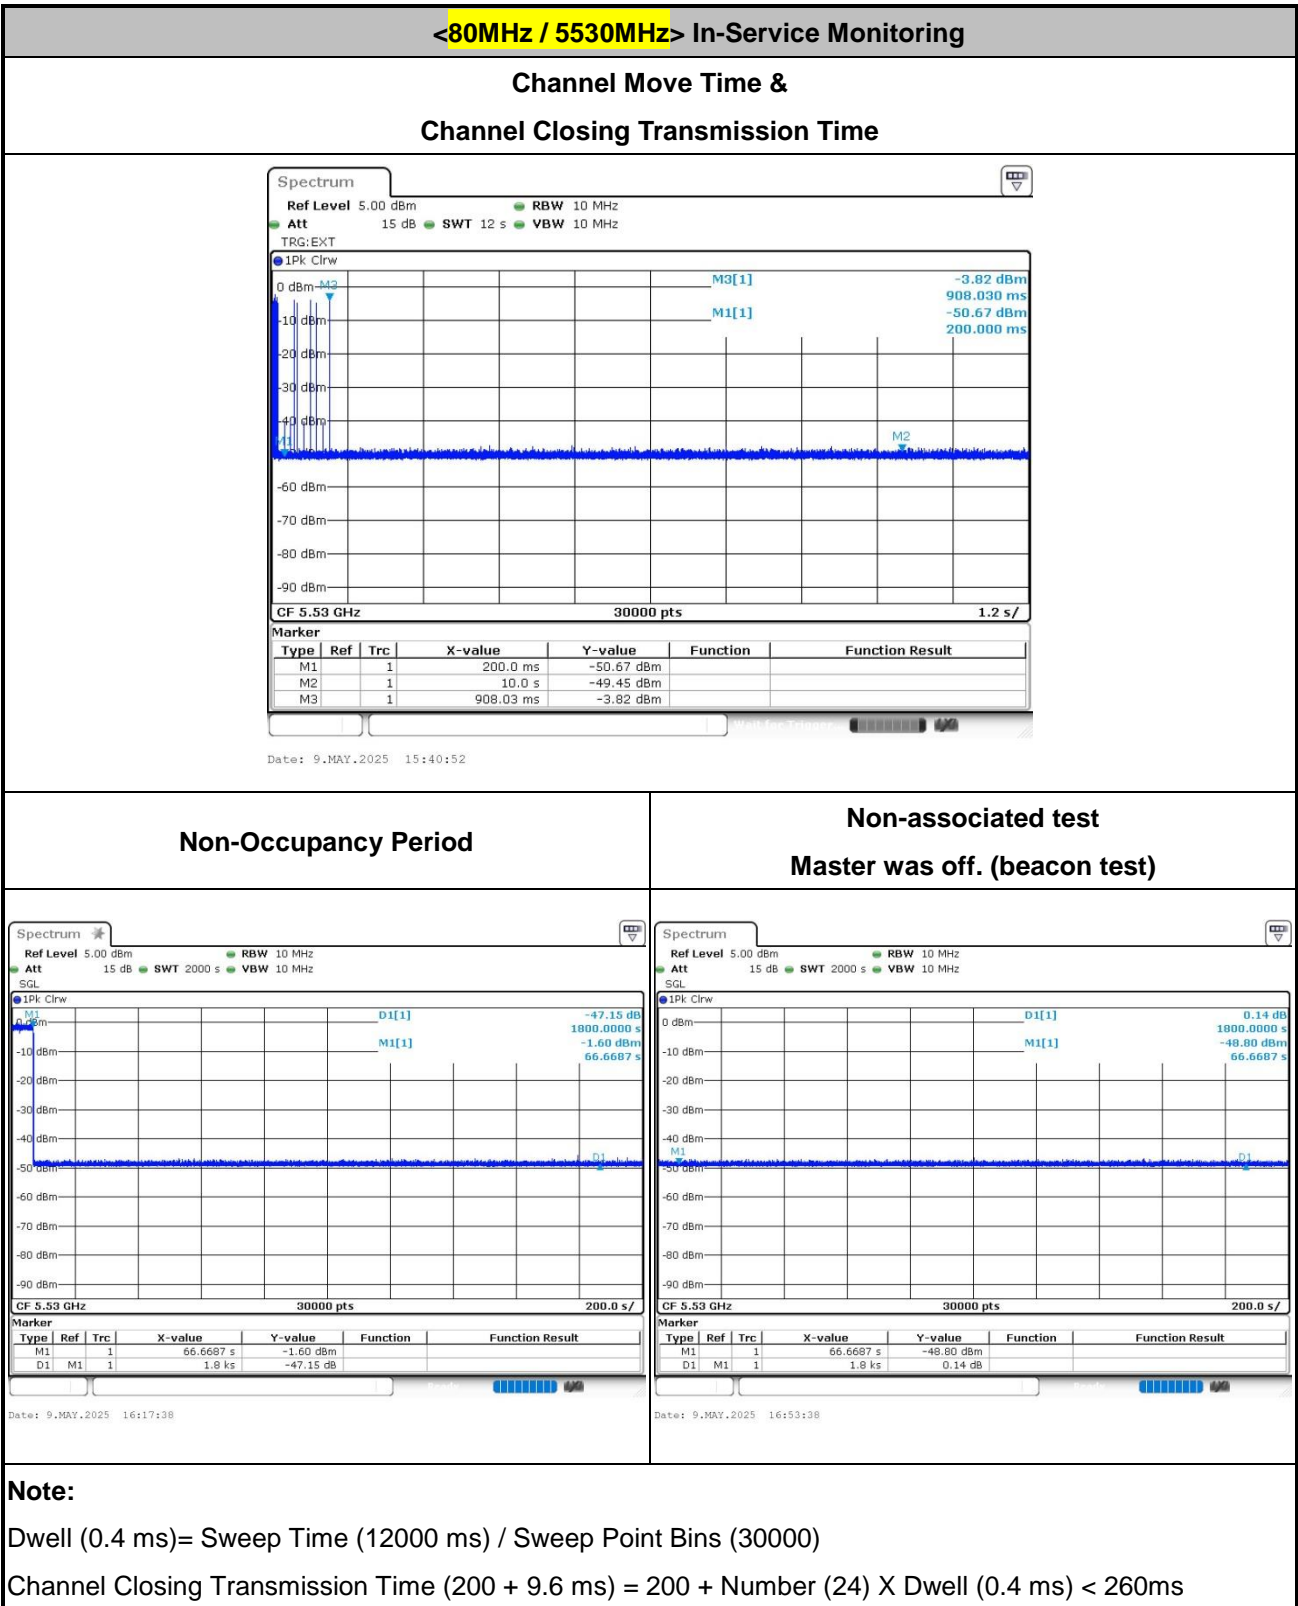 <80MHz / 5530MHz> In-Service Monitoring
Channel Move Time &
Channel Closing Transmission Time
Spectrum
Ref Level 5.00 dBm RBW 10 MHz
Att 15 dB SWT 12 s VBW 10 MHz
TRG:EXT
1Pk Clrw
M3[1] -3.82 dBm
908.030 ms
M1[1] -50.67 dBm
200.000 ms
0 dBm
M3
-10 dBm
-20 dBm
-30 dBm
-40 dBm
M1
M2
-60 dBm
-70 dBm
-80 dBm
-90 dBm
CF 5.53 GHz 30000 pts 1.2 s/
Marker
Type Ref Trc X-value Y-value Function Function Result
M1 1 200.0 ms -50.67 dBm
M2 1 10.0 s -49.45 dBm
M3 1 908.03 ms -3.82 dBm
Wait for Trigger
Date: 9.MAY.2025 15:40:52
Non-Occupancy Period
Non-associated test
Master was off. (beacon test)
Spectrum
Ref Level 5.00 dBm RBW 10 MHz
Att 15 dB SWT 2000 s VBW 10 MHz
SGL
1Pk Clrw
D1[1] -47.15 dB
1800.0000 s
M1[1] -1.60 dBm
66.6687 s
M1
0 dBm
-10 dBm
-20 dBm
-30 dBm
-40 dBm
D1
-50 dBm
-60 dBm
-70 dBm
-80 dBm
-90 dBm
CF 5.53 GHz 30000 pts 200.0 s/
Marker
Type Ref Trc X-value Y-value Function Function Result
M1 1 66.6687 s -1.60 dBm
D1 M1 1 1.8 ks -47.15 dB
Date: 9.MAY.2025 16:17:38
Spectrum
Ref Level 5.00 dBm RBW 10 MHz
Att 15 dB SWT 2000 s VBW 10 MHz
SGL
1Pk Clrw
D1[1] 0.14 dB
1800.0000 s
M1[1] -48.80 dBm
66.6687 s
0 dBm
-10 dBm
-20 dBm
-30 dBm
-40 dBm
M1
D1
-50 dBm
-60 dBm
-70 dBm
-80 dBm
-90 dBm
CF 5.53 GHz 30000 pts 200.0 s/
Marker
Type Ref Trc X-value Y-value Function Function Result
M1 1 66.6687 s -48.80 dBm
D1 M1 1 1.8 ks 0.14 dB
Date: 9.MAY.2025 16:53:38
Note:
Dwell (0.4 ms)= Sweep Time (12000 ms) / Sweep Point Bins (30000)
Channel Closing Transmission Time (200 + 9.6 ms) = 200 + Number (24) X Dwell (0.4 ms) < 260ms